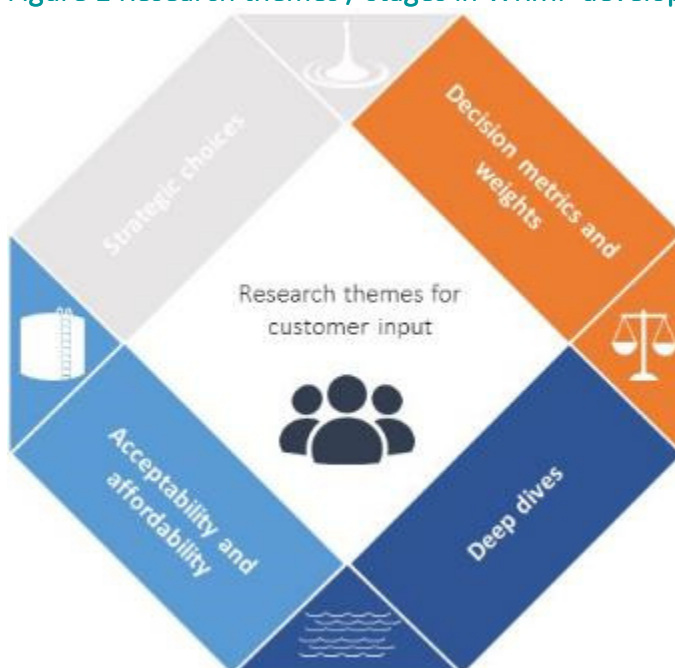 Figure 2 Research themes / stages in WRMP develop
Strategic choices
Decision metrics and
weights
Research themes for
customer input
Acceptability and
affordability
Deep dives